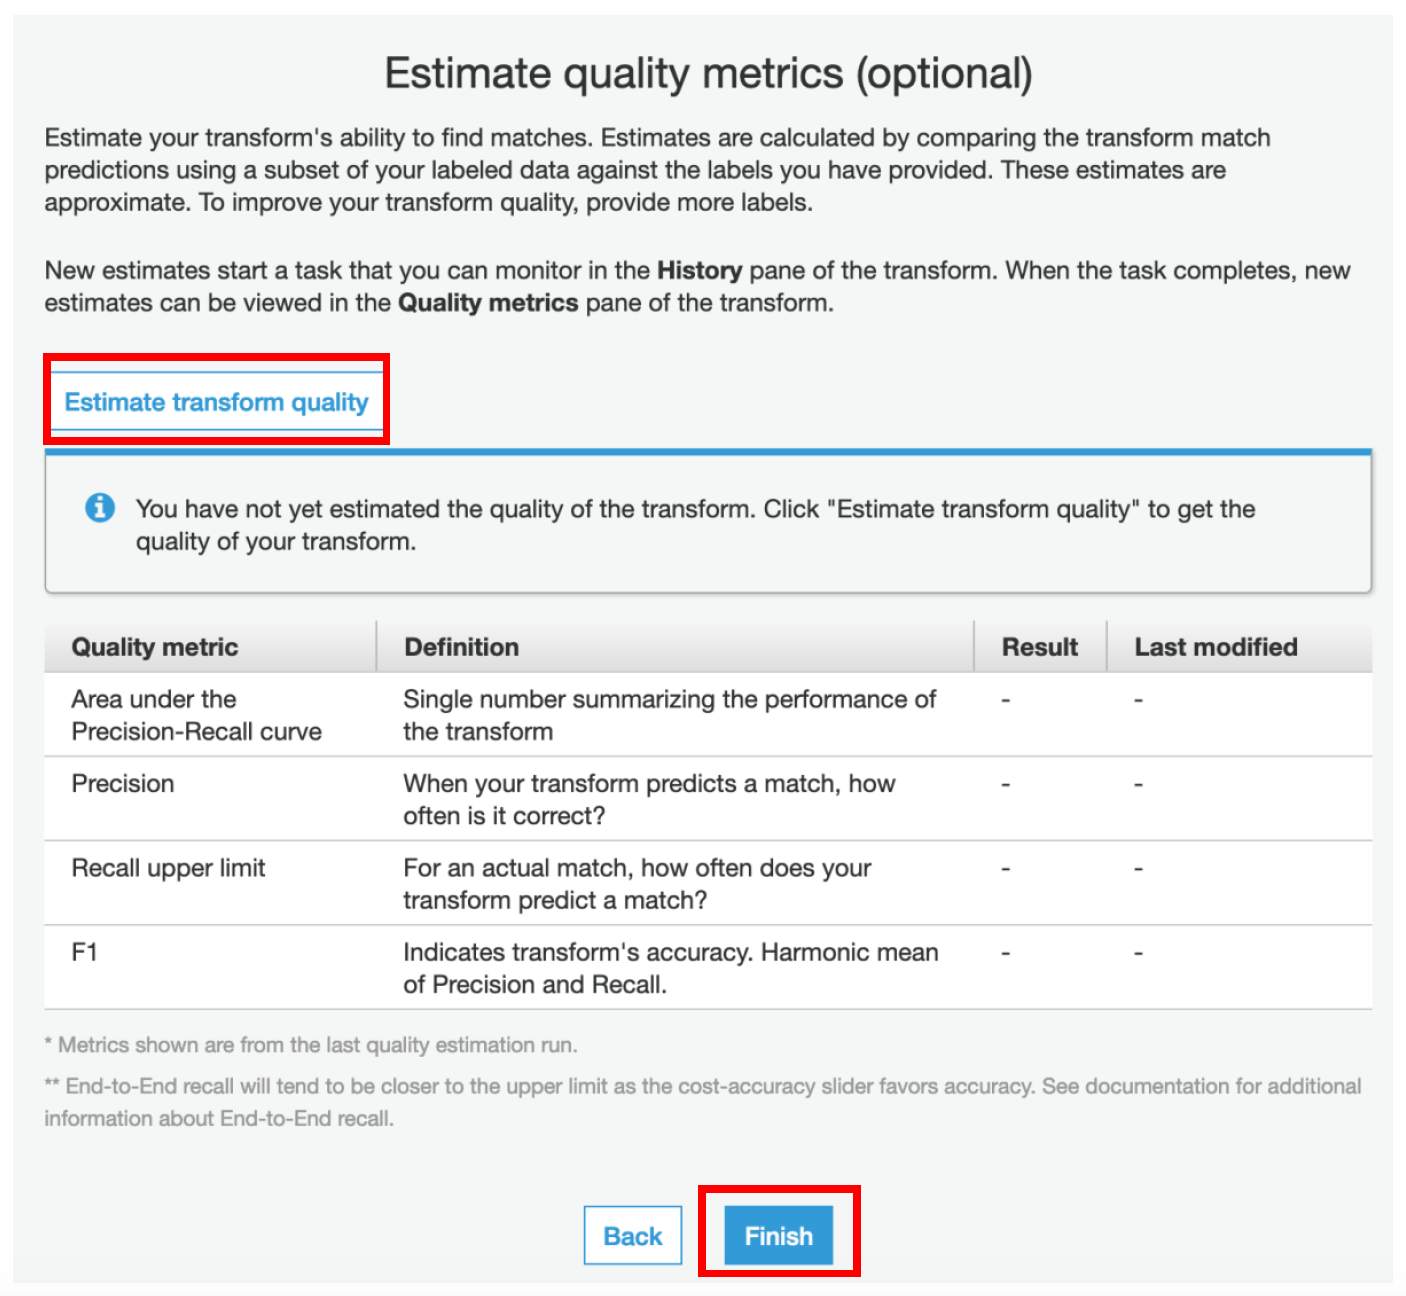 Estimate quality metrics (optional)
Estimate your transform's ability to find matches. Estimates are calculated by comparing the transform match
predictions using a subset of your labeled data against the labels you have provided. These estimates are
approximate. To improve your transform quality, provide more labels.
New estimates start a task that you can monitor in the History pane of the transform. When the task completes, new
estimates can be viewed in the Quality metrics pane of the transform.
Estimate transform quality
You have not yet estimated the quality of the transform. Click "Estimate transform quality" to get the
quality of your transform.
Quality metric Definition Result Last modified
Area under the Single number summarizing the performance of - -
Precision-Recall curve the transform
Precision When your transform predicts a match, how - -
often is it correct?
Recall upper limit For an actual match, how often does your - -
transform predict a match?
F1 Indicates transform's accuracy. Harmonic mean - -
of Precision and Recall.
* Metrics shown are from the last quality estimation run.
** End-to-End recall will tend to be closer to the upper limit as the cost-accuracy slider favors accuracy. See documentation for additional
information about End-to-End recall.
Back Finish